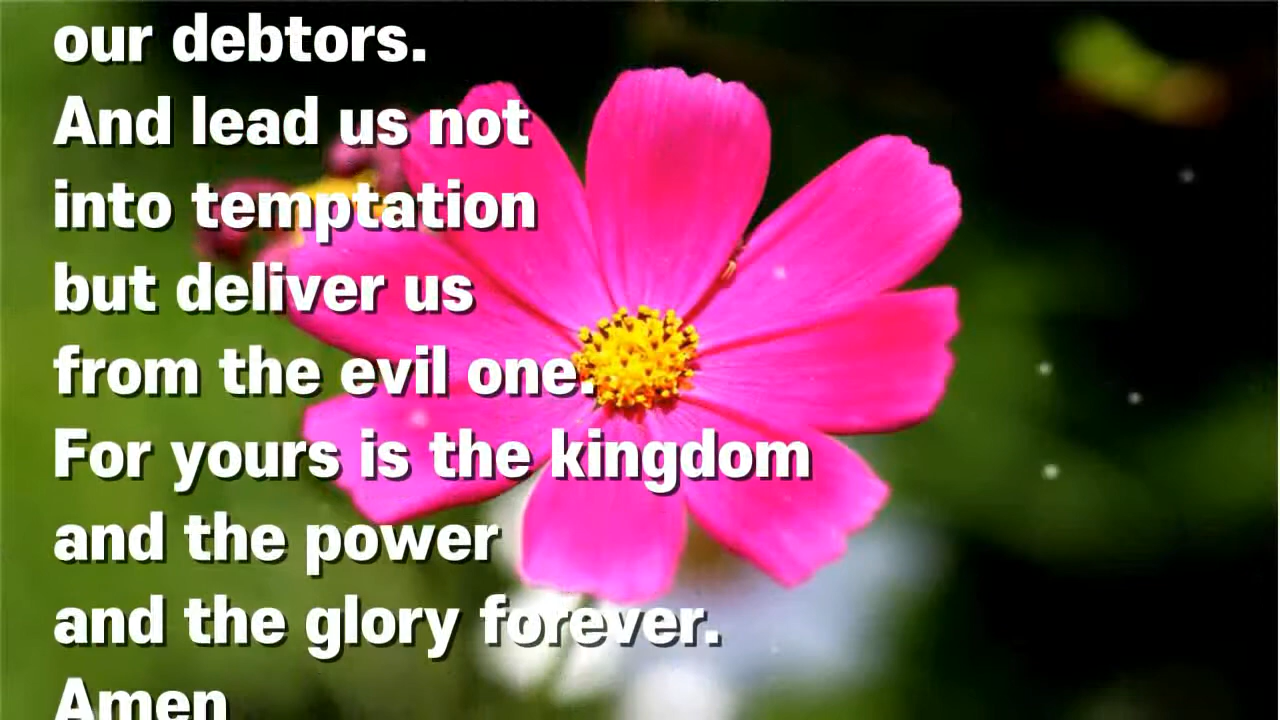 our debtors.
And lead us not
into temptation
but deliver us
from the evil one.
For yours is the kingdom
and the power
and the glory forever.
Amen